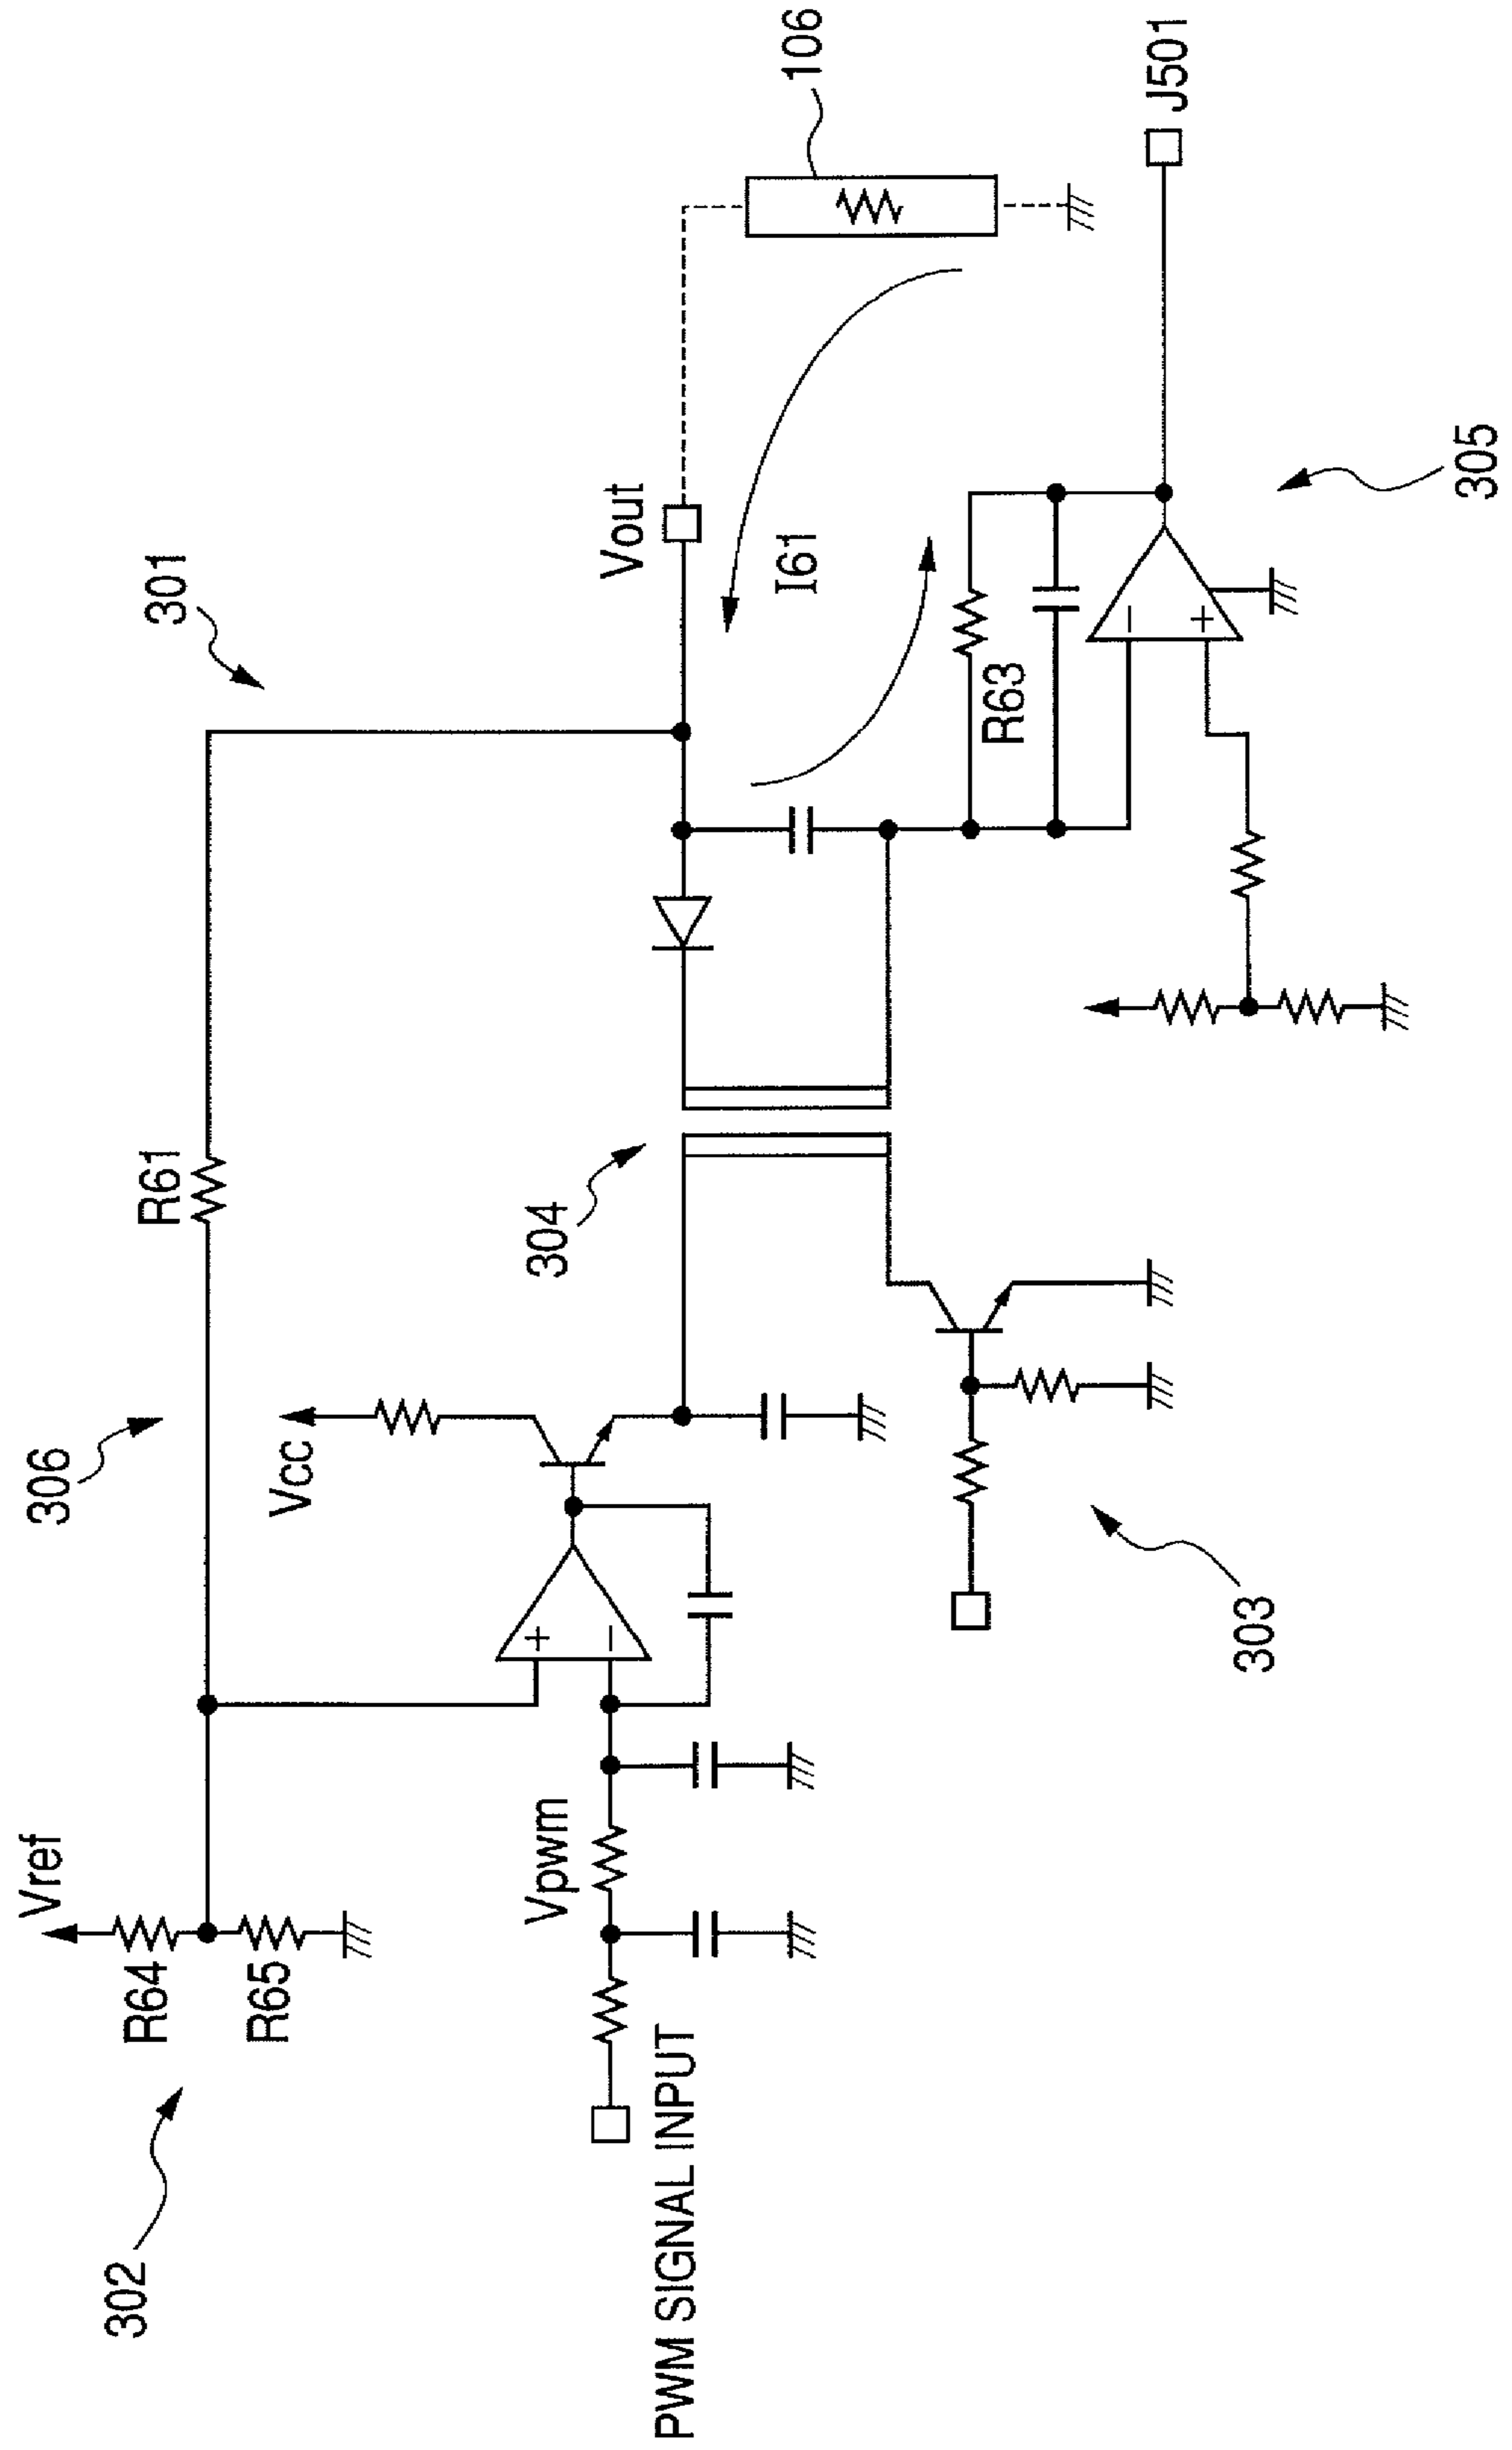 301
306
R61
Vref
R64
R65
302
Vcc
304
Vout
106
I61
Vpwm
+
−
PWM SIGNAL INPUT
R63
−
+
J501
303
305